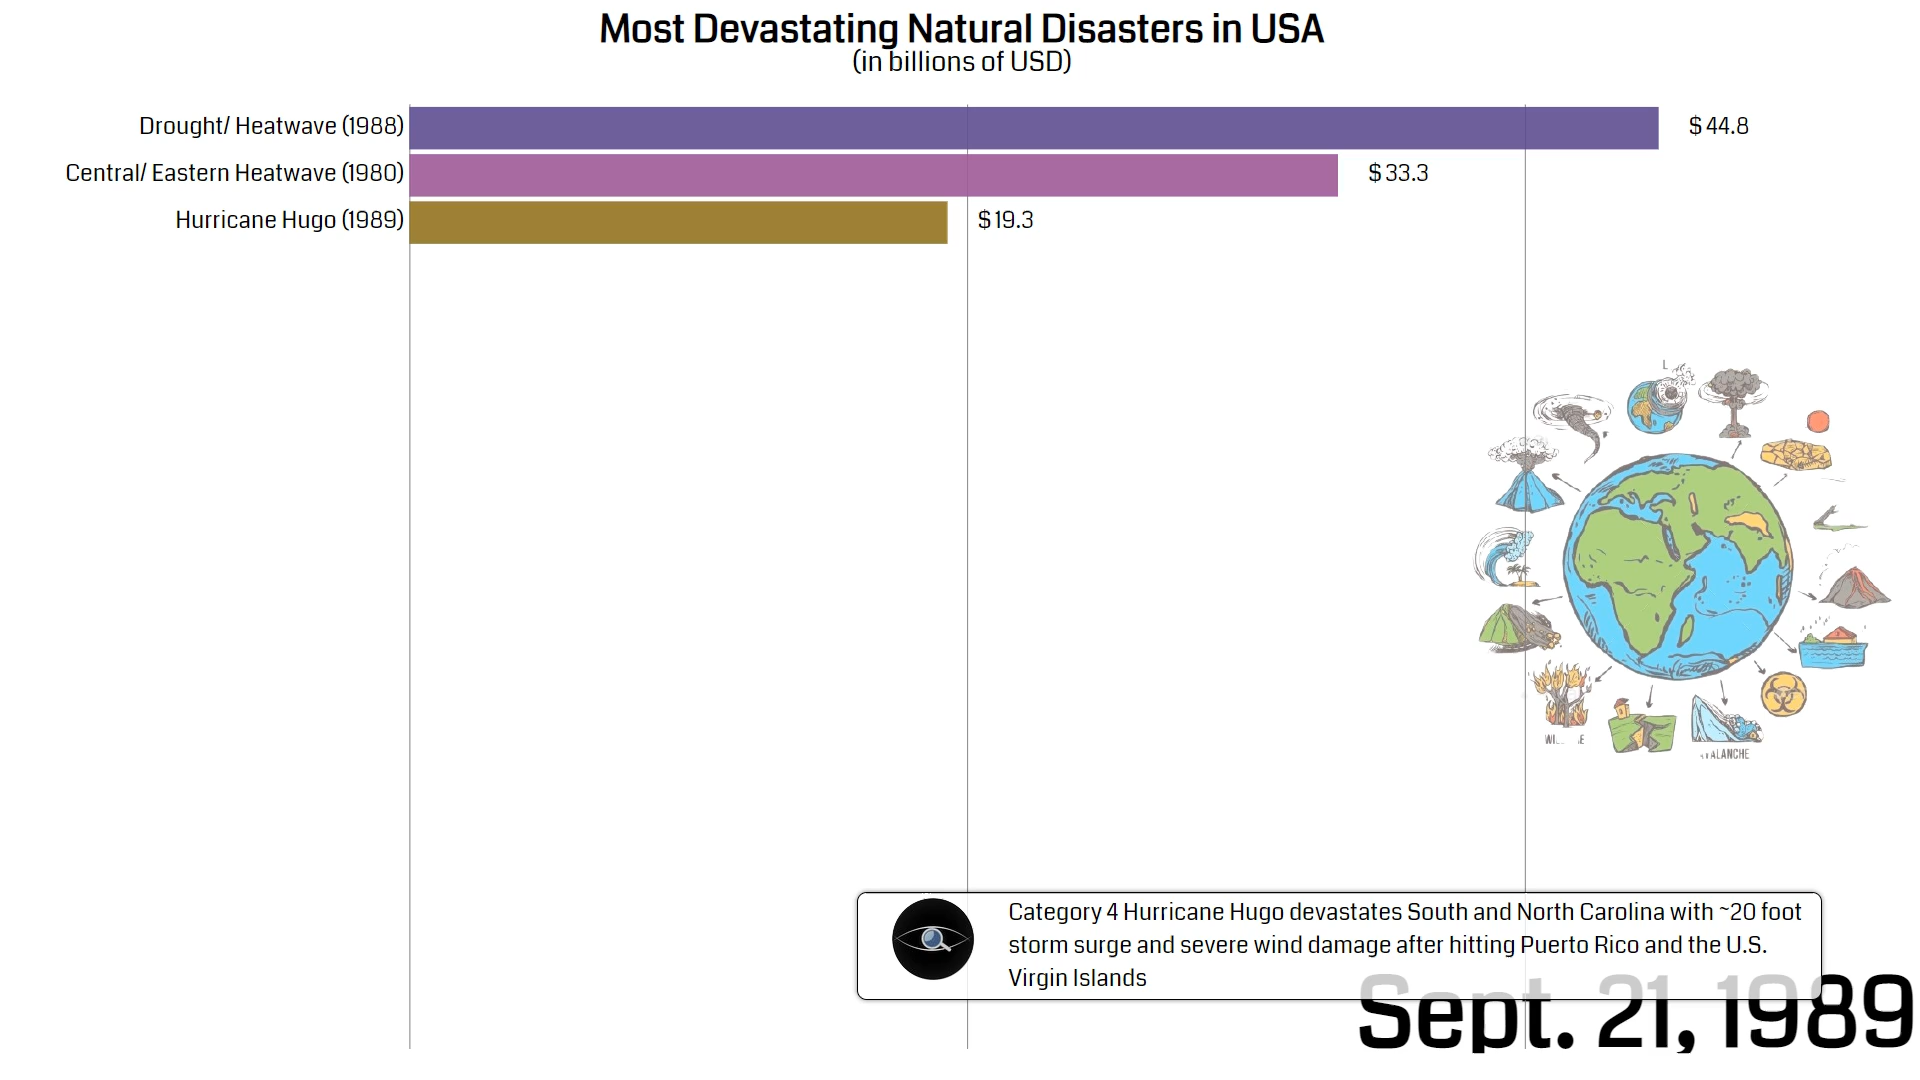 Most Devastating Natural Disasters in USA
(in billions of USD)
Drought/ Heatwave (1988)
$ 44.8
Central/ Eastern Heatwave (1980)
$ 33.3
Hurricane Hugo (1989)
$ 19.3
Category 4 Hurricane Hugo devastates South and North Carolina with ~20 foot
storm surge and severe wind damage after hitting Puerto Rico and the U.S.
Virgin Islands
Sept. 21, 1989